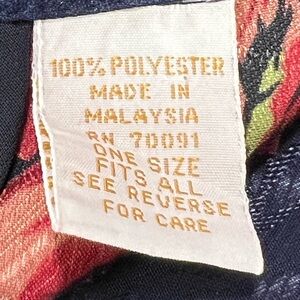 100% POLYESTER
MADE IN
MALAYSIA
RN 70091
ONE SIZE
FITS ALL
SEE REVERSE
FOR CARE